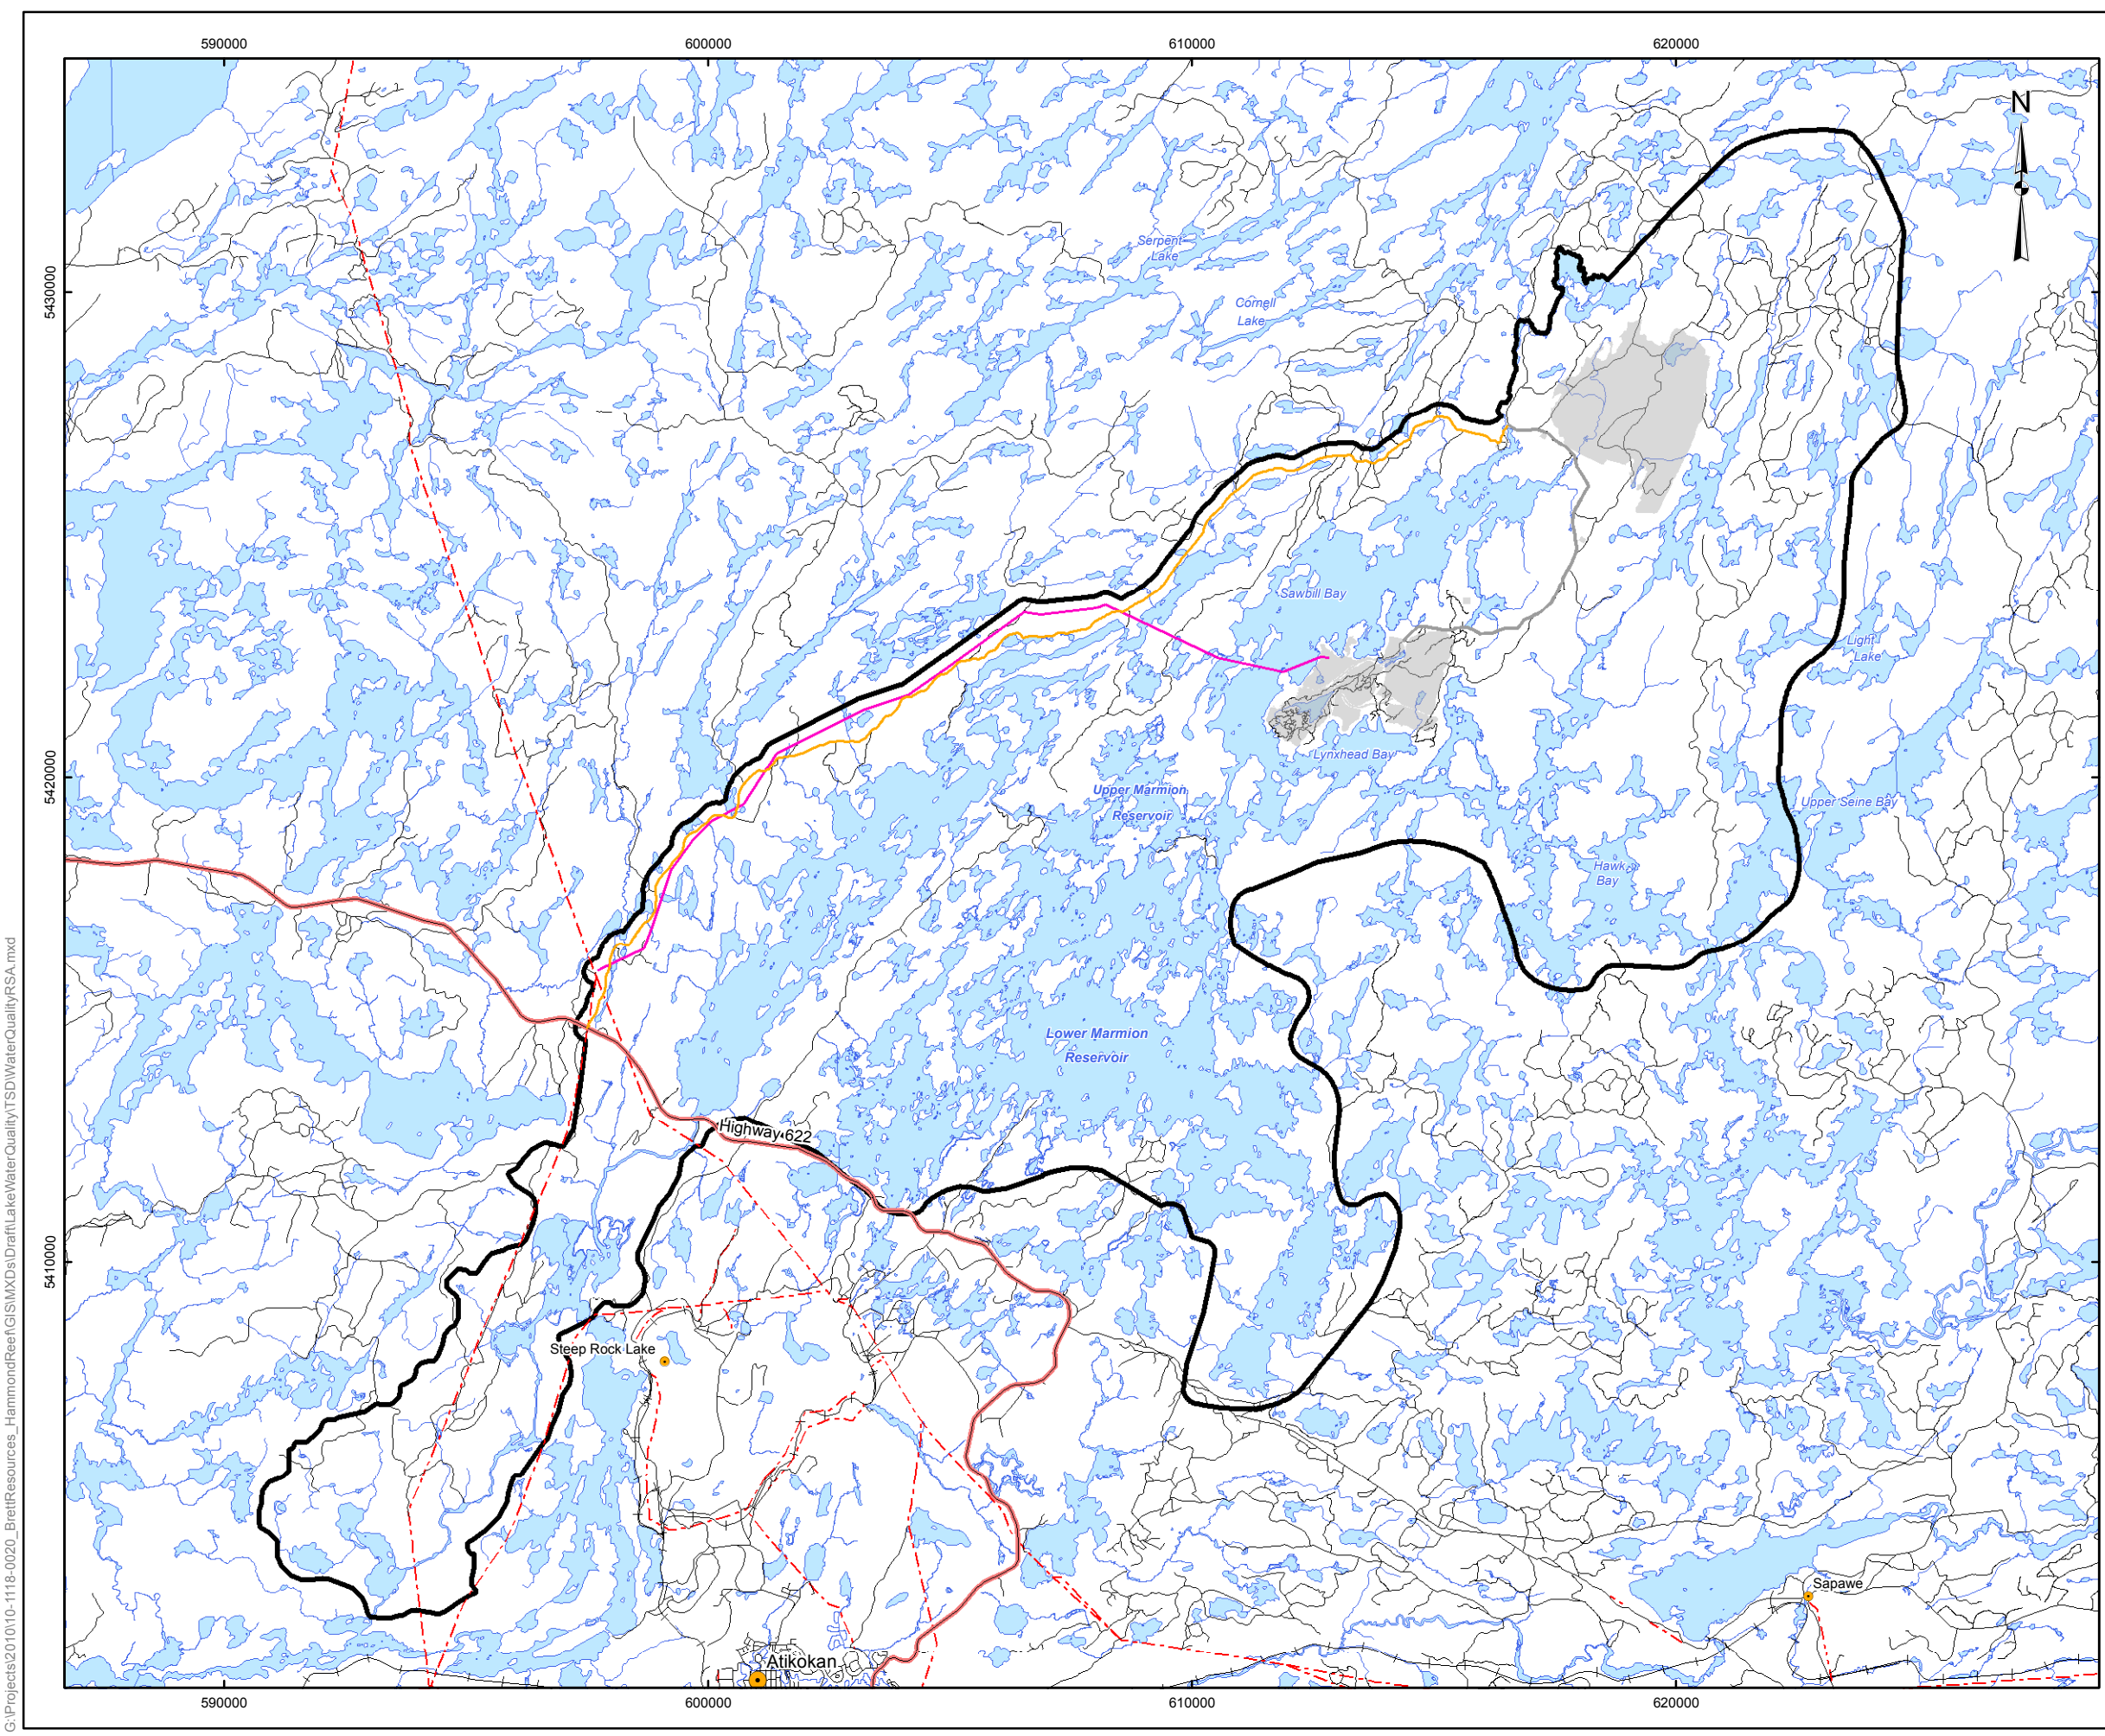 590000
600000
610000
620000
N
Serpent
Lake
5430000
Cornell
Lake
Sawbill Bay
Light
Lake
Lynxhead Bay
5420000
Upper Marmion
Reservoir
Upper Seine Bay
Hawk
Bay
Lower Marmion
Reservoir
Highway 622
5410000
Steep Rock Lake
Sapawe
Atikokan
590000
600000
610000
620000
G:\Projects\2010\10-1118-0020_BrettResources_HammondReef\GIS\MXDs\Draft\LakeWaterQuality\TSD\WaterQualityRSA.mxd